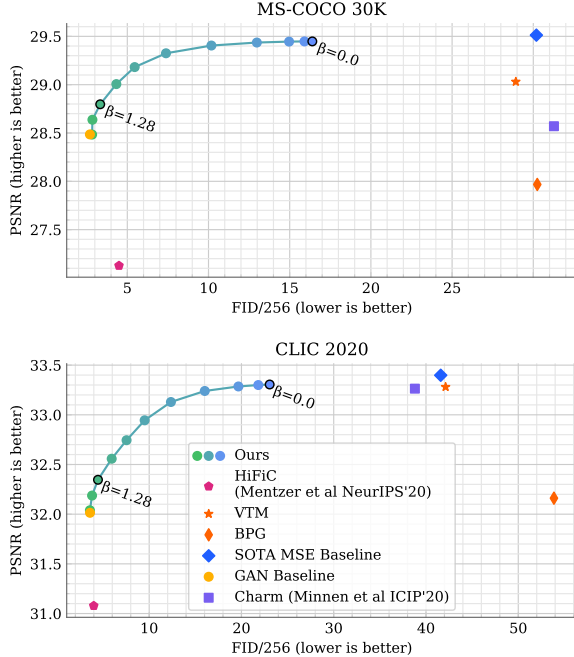 MS-COCO 30K
29.5
29.0
28.5
28.0
27.5
PSNR (higher is better)
β=0.0
β=1.28
5
10
15
20
25
FID/256 (lower is better)
CLIC 2020
33.5
33.0
32.5
32.0
31.5
31.0
PSNR (higher is better)
β=0.0
β=1.28
Ours
HiFiC
(Mentzer et al NeurIPS'20)
VTM
BPG
SOTA MSE Baseline
GAN Baseline
Charm (Minnen et al ICIP'20)
10
20
30
40
50
FID/256 (lower is better)